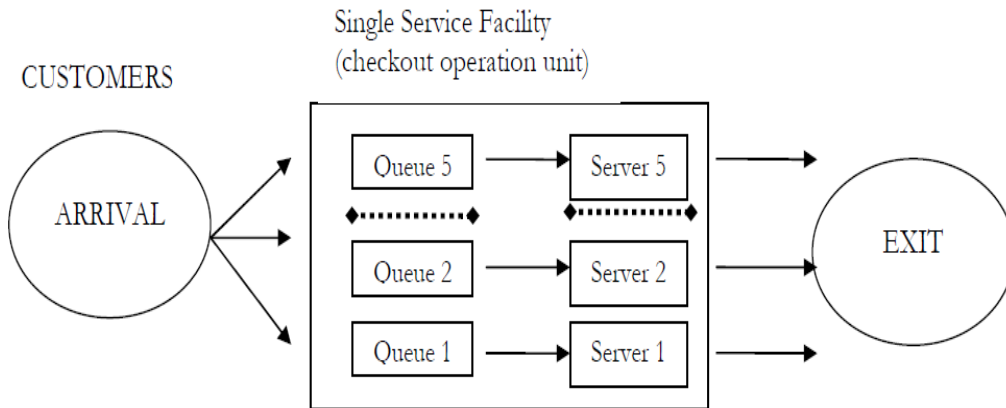 Single Service Facility
(checkout operation unit)
CUSTOMERS
ARRIVAL
Queue 5
Server 5
Queue 2
Server 2
Queue 1
Server 1
EXIT